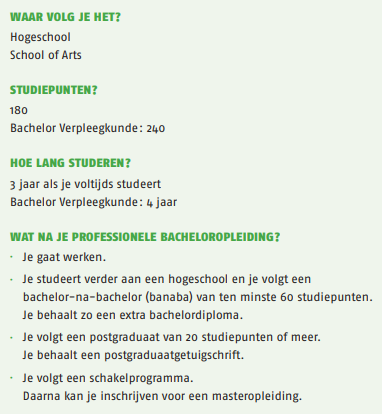 WAAR VOLG JE HET?
Hogeschool
School of Arts
STUDIEPUNTEN?
180
Bachelor Verpleegkunde: 240
HOE LANG STUDEREN?
3 jaar als je voltijds studeert
Bachelor Verpleegkunde: 4 jaar
WAT NA JE PROFESSIONELE BACHELOROPLEIDING?
· Je gaat werken.
· Je studeert verder aan een hogeschool en je volgt een
bachelor-na-bachelor (banaba) van ten minste 60 studiepunten.
Je behaalt zo een extra bachelordiploma.
· Je volgt een postgraduaat van 20 studiepunten of meer.
Je behaalt een postgraduaatgetuigschrift.
· Je volgt een schakelprogramma.
Daarna kan je inschrijven voor een masteropleiding.